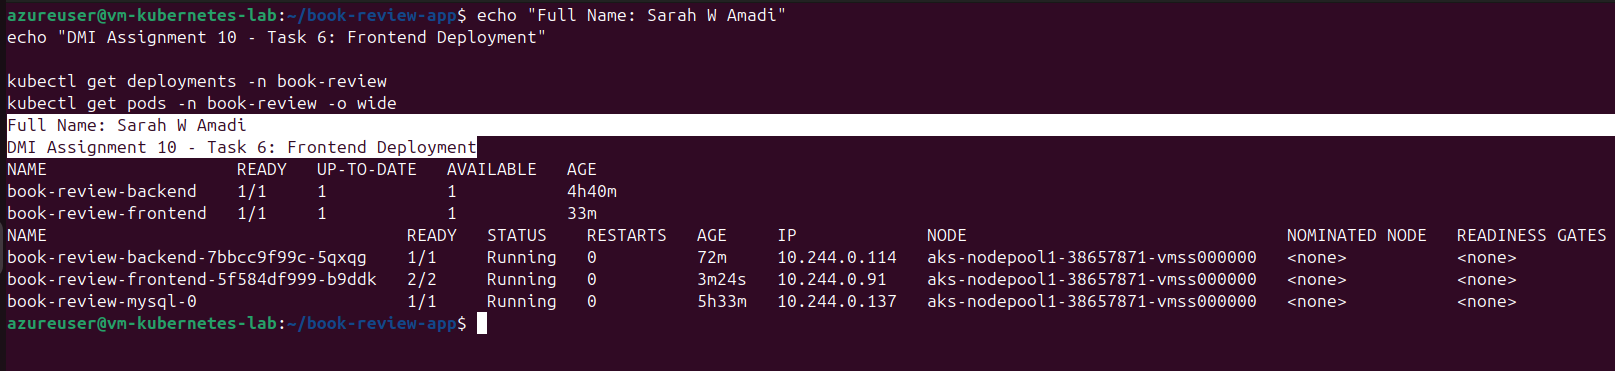 azureuser@vm-kubernetes-lab:~/book-review-app$ echo "Full Name: Sarah W Amadi"
echo "DMI Assignment 10 - Task 6: Frontend Deployment"
kubectl get deployments -n book-review
kubectl get pods -n book-review -o wide
Full Name: Sarah W Amadi
DMI Assignment 10 - Task 6: Frontend Deployment
NAME READY UP-TO-DATE AVAILABLE AGE
book-review-backend 1/1 1 1 4h40m
book-review-frontend 1/1 1 1 33m
NAME READY STATUS RESTARTS AGE IP NODE NOMINATED NODE READINESS GATES
book-review-backend-7bbcc9f99c-5qxqg 1/1 Running 0 72m 10.244.0.114 aks-nodepool1-38657871-vmss000000 <none> <none>
book-review-frontend-5f584df999-b9ddk 2/2 Running 0 3m24s 10.244.0.91 aks-nodepool1-38657871-vmss000000 <none> <none>
book-review-mysql-0 1/1 Running 0 5h33m 10.244.0.137 aks-nodepool1-38657871-vmss000000 <none> <none>
azureuser@vm-kubernetes-lab:~/book-review-app$